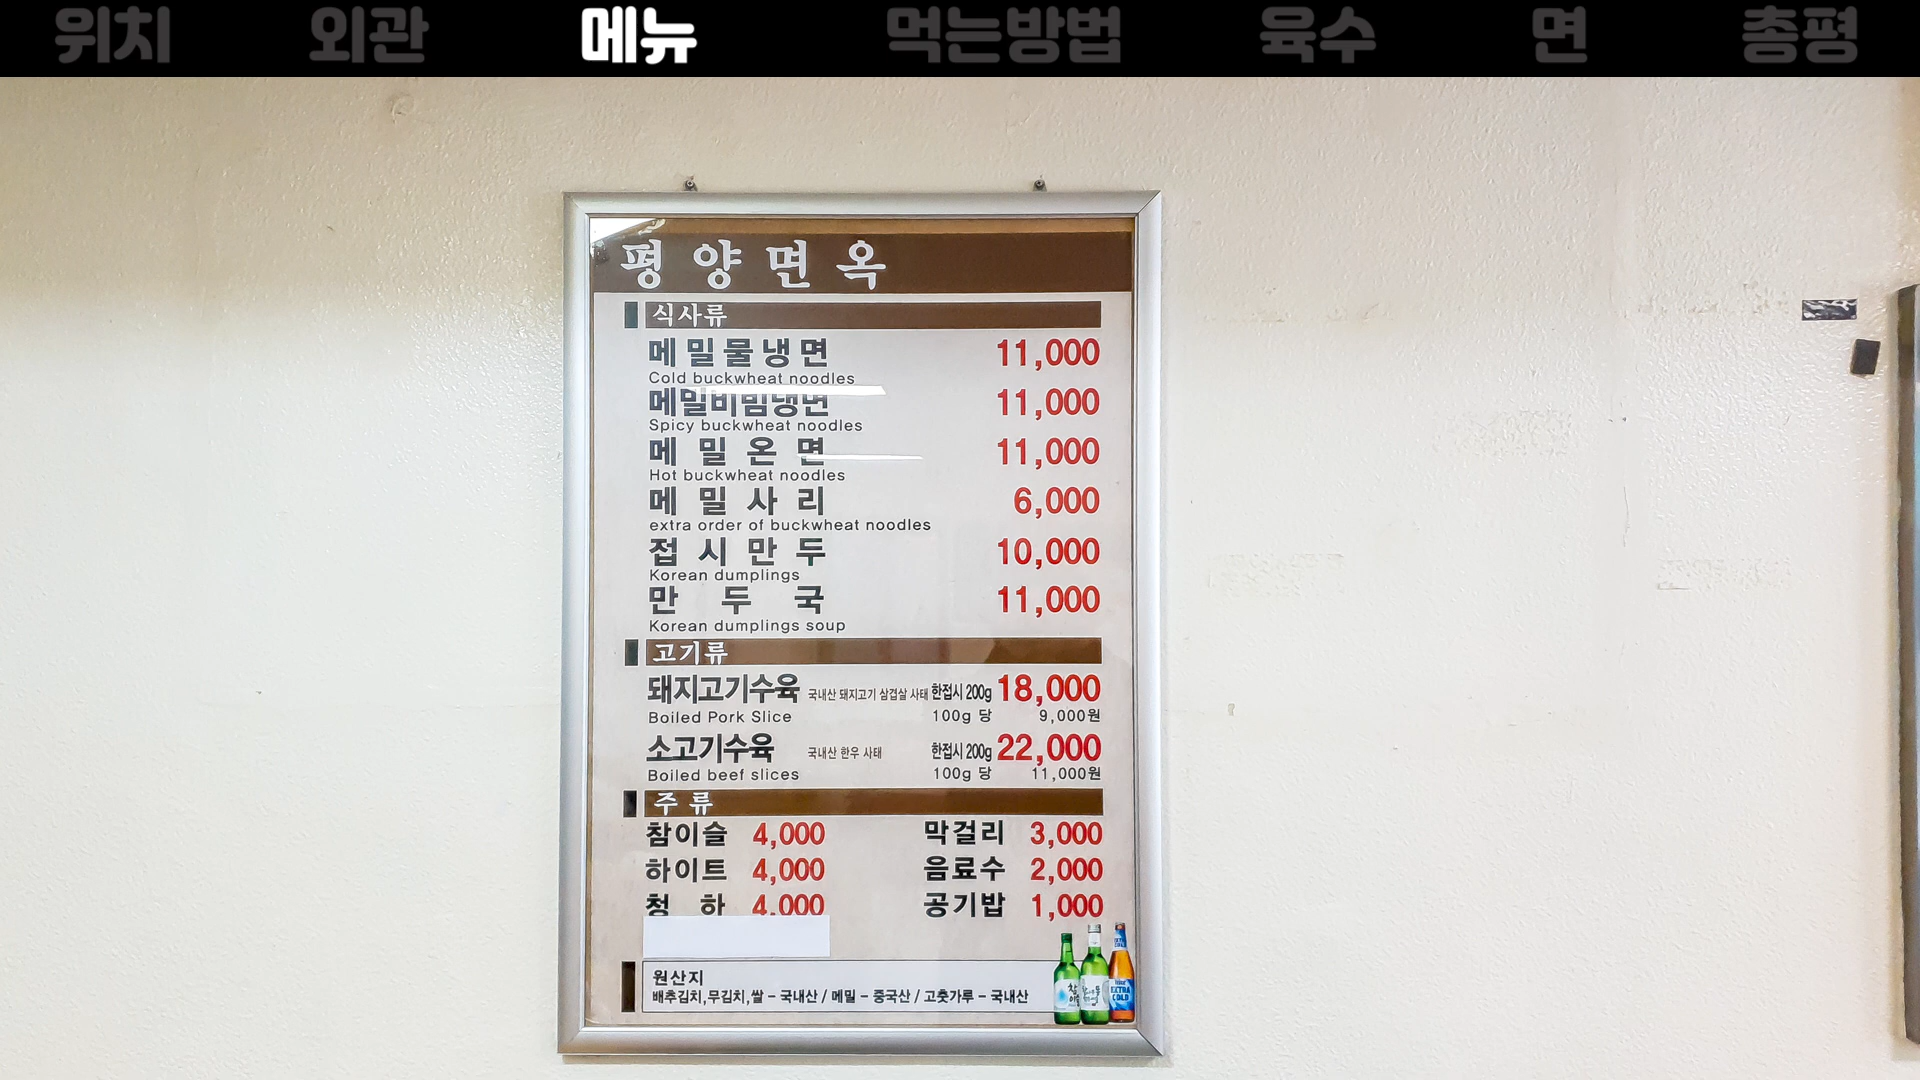 위치 외관 메뉴 먹는방법 육수 면 총평
평양면옥
식사류
메밀물냉면 11,000
Cold buckwheat noodles
메밀비빔냉면 11,000
Spicy buckwheat noodles
메밀온면 11,000
Hot buckwheat noodles
메밀사리 6,000
extra order of buckwheat noodles
접시만두 10,000
Korean dumplings
만두국 11,000
Korean dumplings soup
고기류
돼지고기수육 국내산 돼지고기 삼겹살 사태 한접시 200g 18,000
Boiled Pork Slice 100g 당 9,000원
소고기수육 국내산 한우 사태 한접시 200g 22,000
Boiled beef slices 100g 당 11,000원
주류
참이슬 4,000 막걸리 3,000
하이트 4,000 음료수 2,000
청하 4,000 공기밥 1,000
원산지
배추김치,무김치,쌀 - 국내산 / 메밀 - 중국산 / 고춧가루 - 국내산
EXTRA
COLD